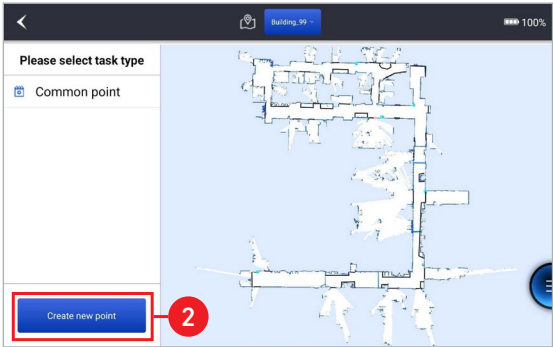 Building_99
100%
Please select task type
Common point
Create new point
2